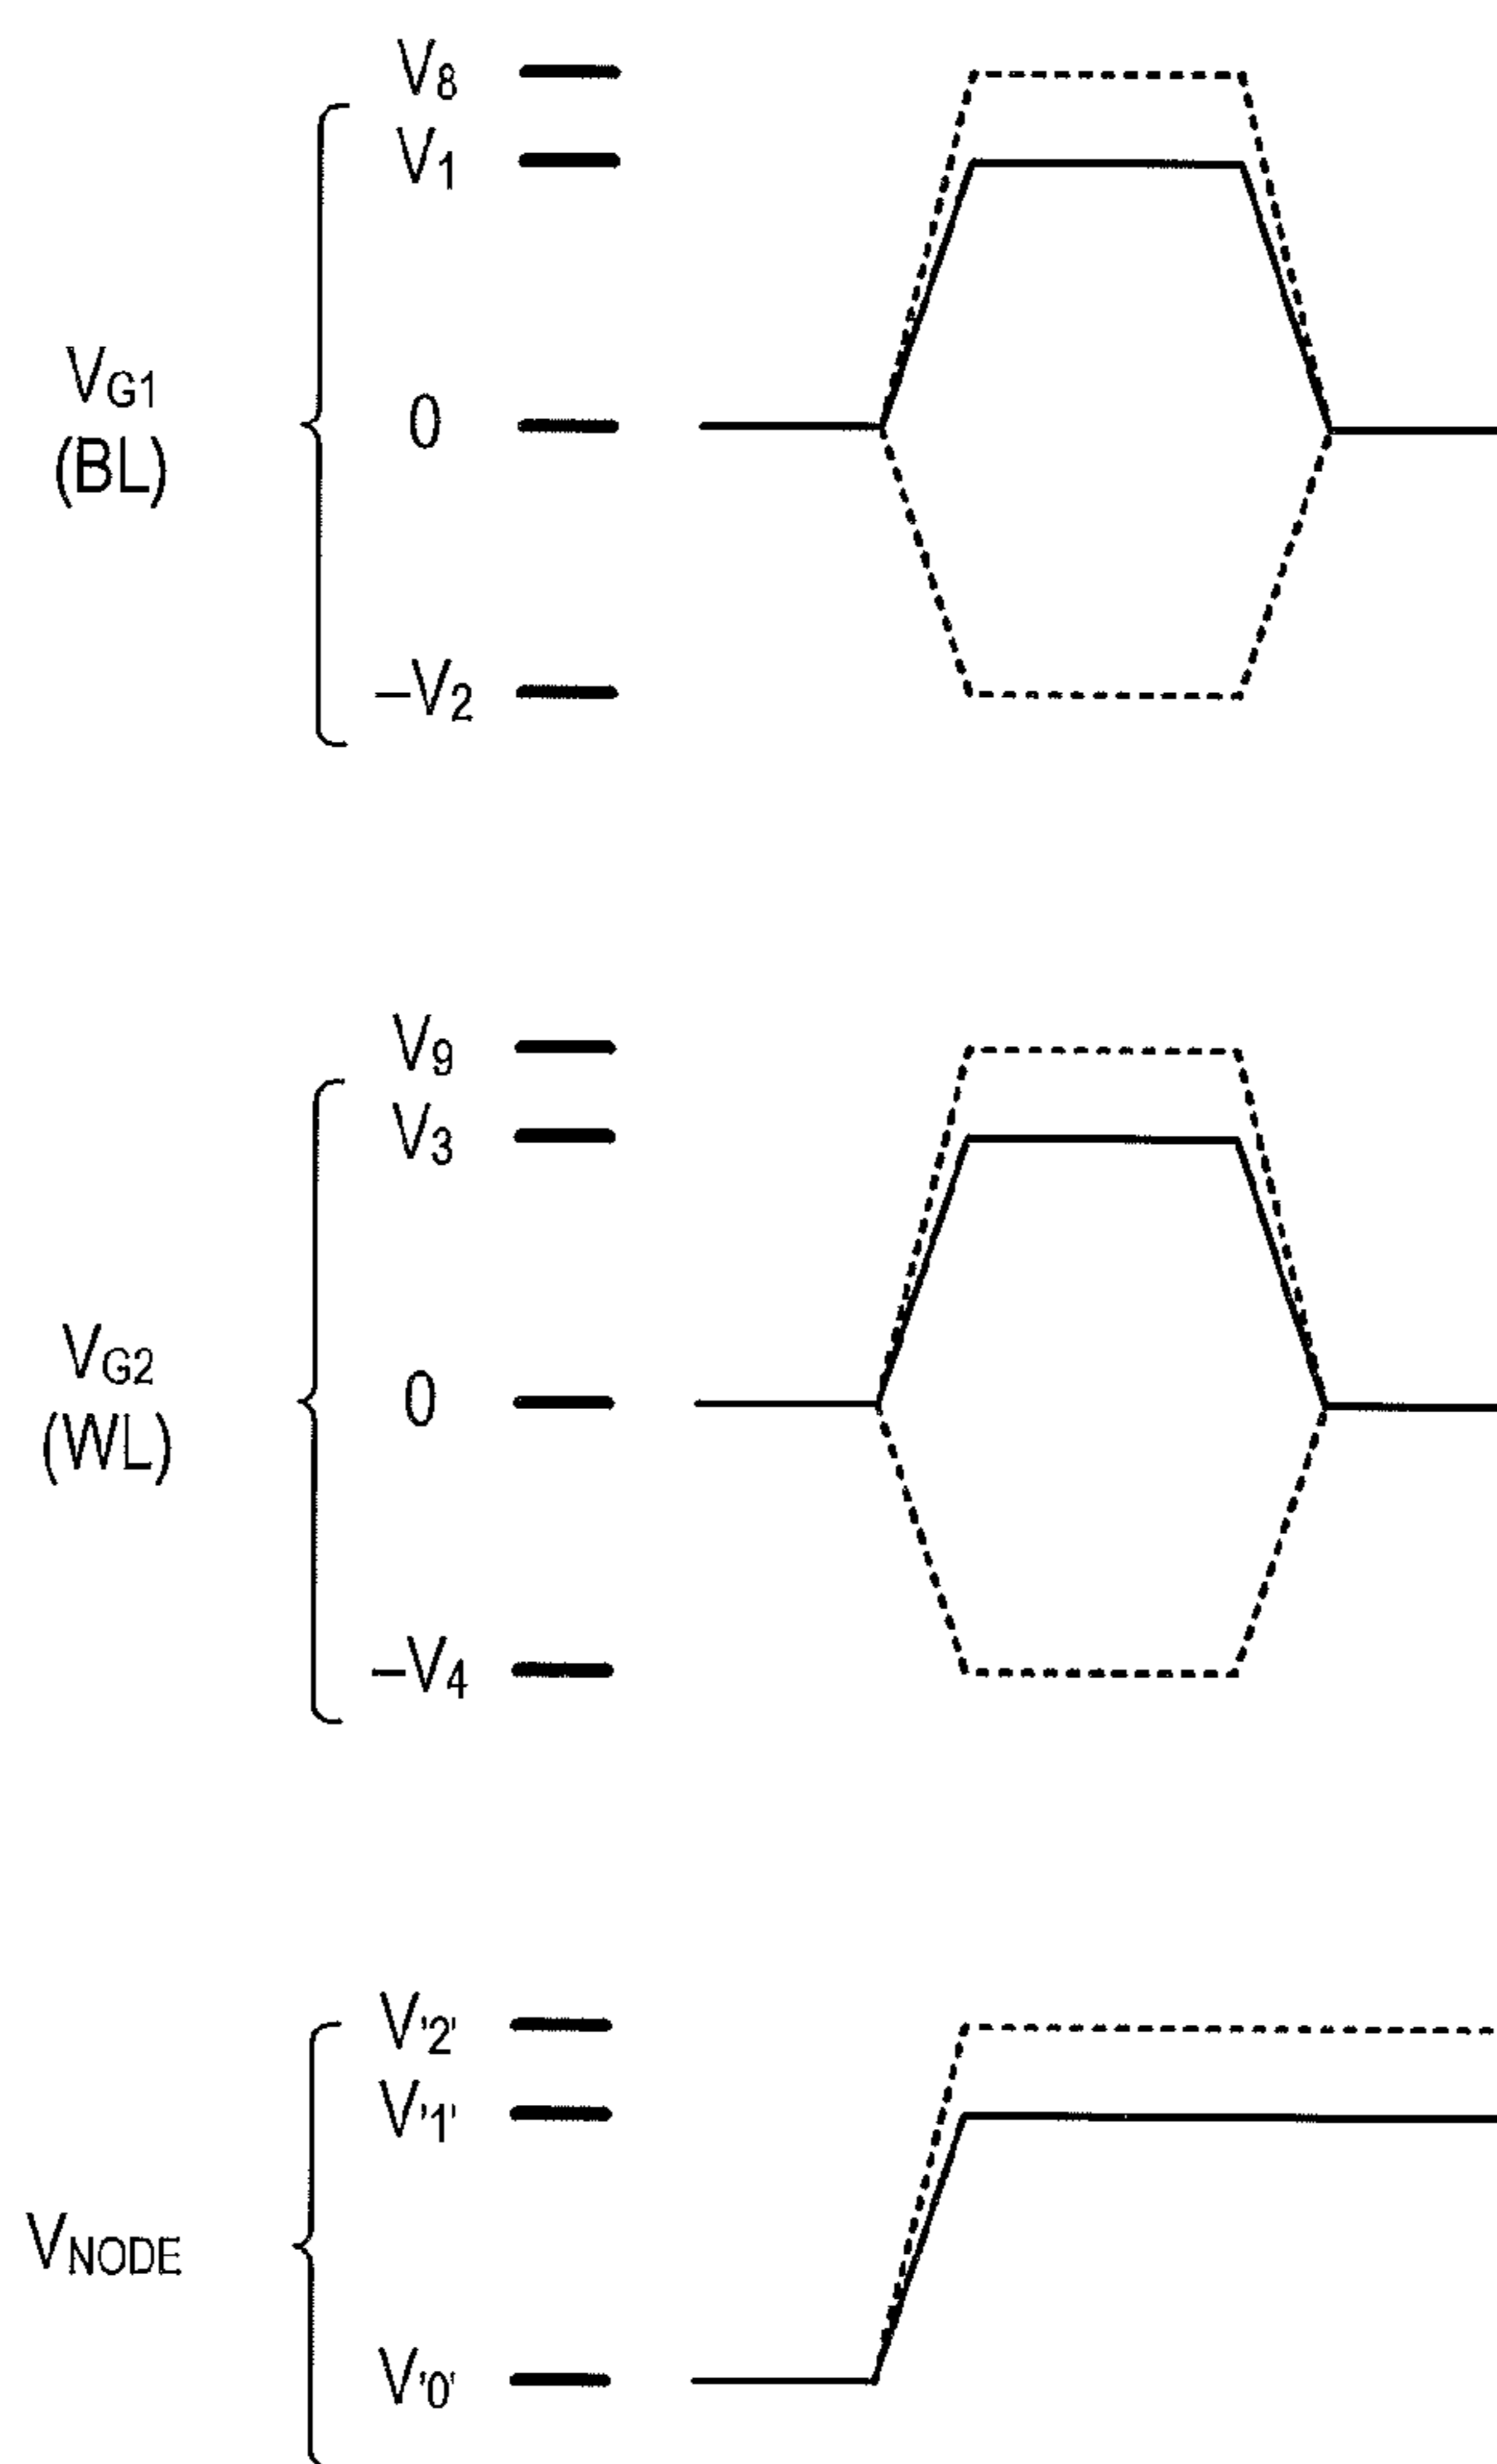 V8
V1
VG1
(BL)
0
–V2
V9
V3
VG2
(WL)
0
–V4
V'2'
V'1'
VNODE
V'0'